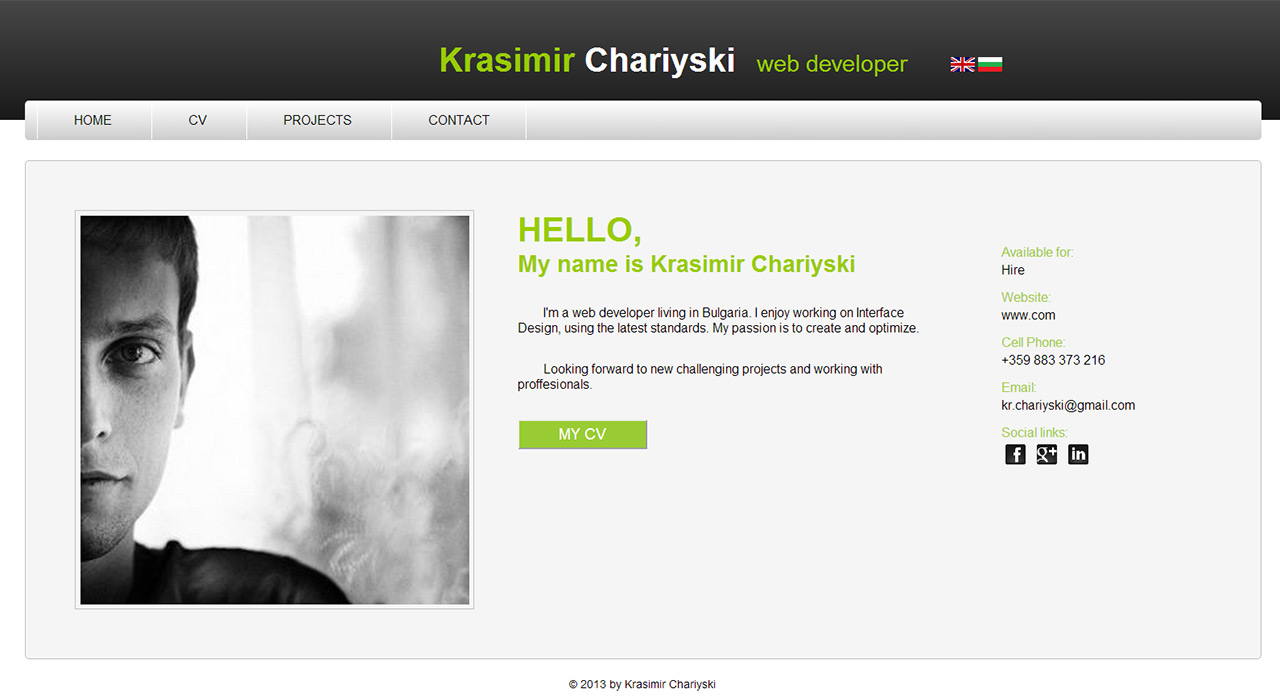 Krasimir Chariyski web developer
HOME CV PROJECTS CONTACT
HELLO,
My name is Krasimir Chariyski
I'm a web developer living in Bulgaria. I enjoy working on Interface
Design, using the latest standards. My passion is to create and optimize.
Looking forward to new challenging projects and working with
proffesionals.
MY CV
Available for:
Hire
Website:
www.com
Cell Phone:
+359 883 373 216
Email:
kr.chariyski@gmail.com
Social links:
f g+ in
© 2013 by Krasimir Chariyski